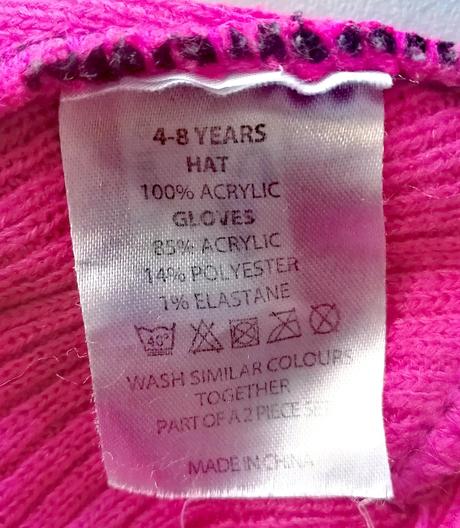 4-8 YEARS
HAT
100% ACRYLIC
GLOVES
85% ACRYLIC
14% POLYESTER
1% ELASTANE
40°
WASH SIMILAR COLOURS
TOGETHER
PART OF A 2 PIECE SET
MADE IN CHINA